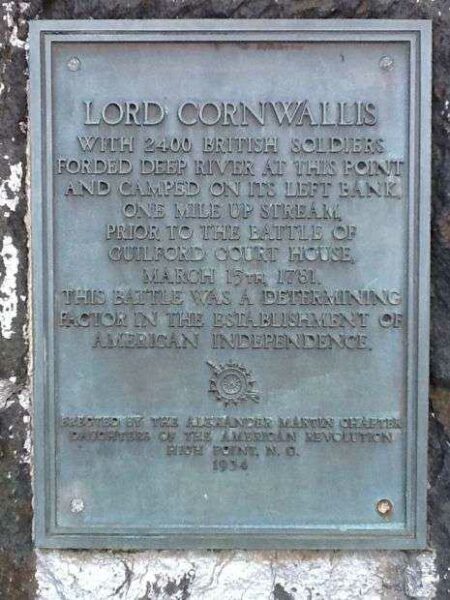 LORD CORNWALLIS
WITH 2400 BRITISH SOLDIERS
FORDED DEEP RIVER AT THIS POINT
AND CAMPED ON ITS LEFT BANK,
ONE MILE UP STREAM,
PRIOR TO THE BATTLE OF
GUILFORD COURT HOUSE,
MARCH 15TH, 1781.
THIS BATTLE WAS A DETERMINING
FACTOR IN THE ESTABLISHMENT OF
AMERICAN INDEPENDENCE.
ERECTED BY THE ALEXANDER MARTIN CHAPTER
DAUGHTERS OF THE AMERICAN REVOLUTION
HIGH POINT, N. C.
1934